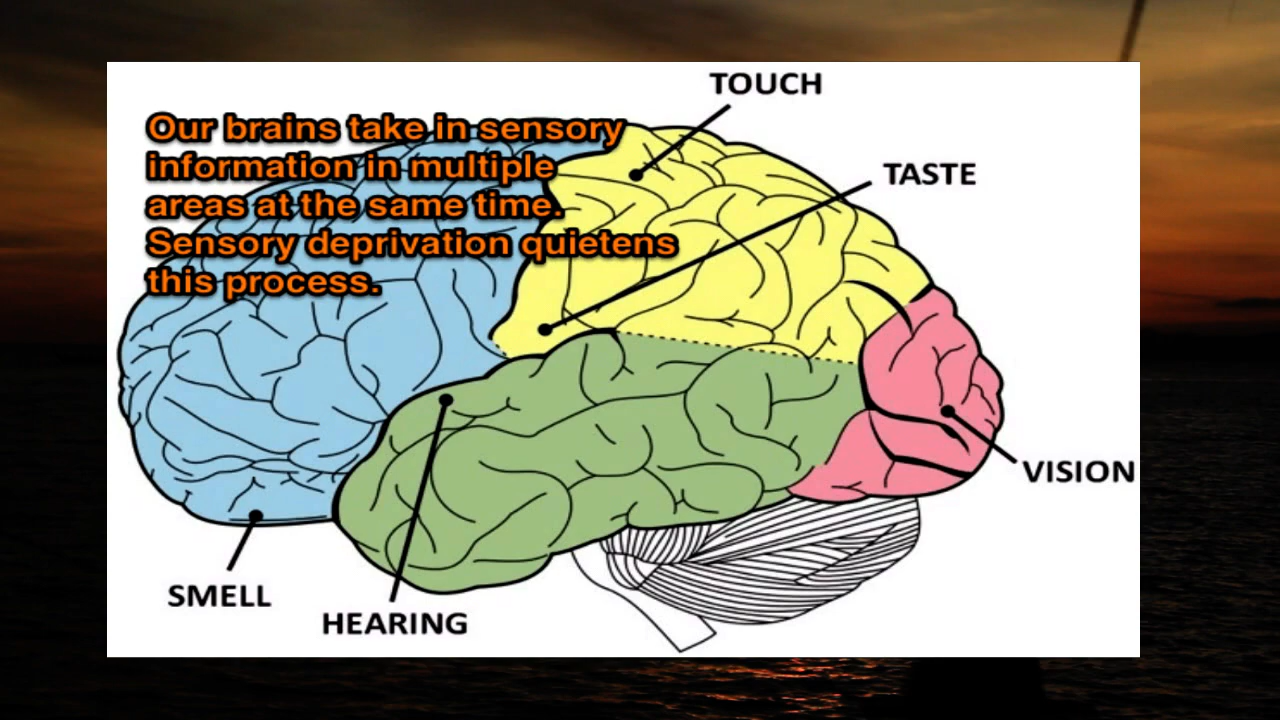 TOUCH
Our brains take in sensory
information in multiple
areas at the same time.
Sensory deprivation quietens
this process.
TASTE
VISION
SMELL
HEARING